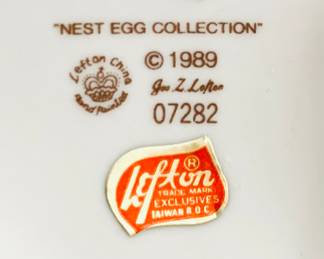 "NEST EGG COLLECTION"
Lefton China
Hand Painted
© 1989
Geo. Z. Lefton
07282
Lefton ®
TRADE MARK
EXCLUSIVES
TAIWAN R.O.C